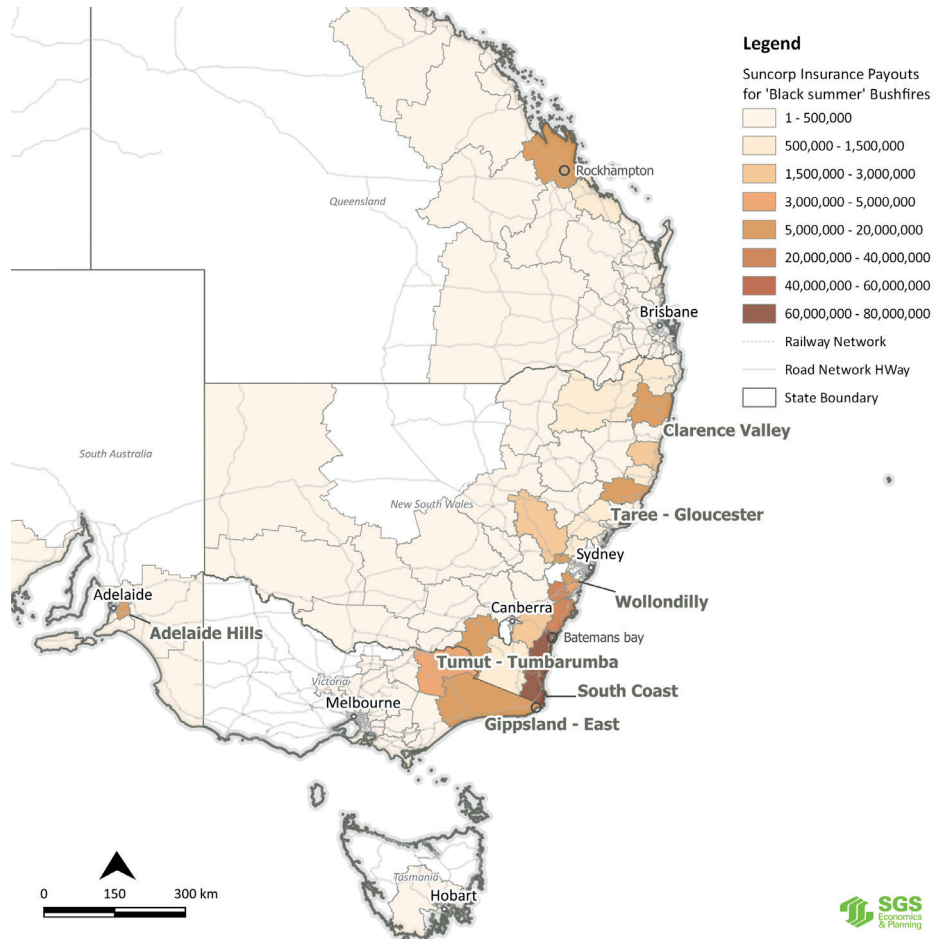 Legend
Suncorp Insurance Payouts
for 'Black summer' Bushfires
1 - 500,000
500,000 - 1,500,000
1,500,000 - 3,000,000
3,000,000 - 5,000,000
5,000,000 - 20,000,000
20,000,000 - 40,000,000
40,000,000 - 60,000,000
60,000,000 - 80,000,000
Railway Network
Road Network HWay
State Boundary
Rockhampton
Queensland
Brisbane
Clarence Valley
South Australia
New South Wales
Taree - Gloucester
Sydney
Adelaide
Wollondilly
Canberra
Adelaide Hills
Batemans bay
Tumut - Tumbarumba
Victoria
South Coast
Melbourne
Gippsland - East
Tasmania
Hobart
0 150 300 km
SGS
Economics
& Planning